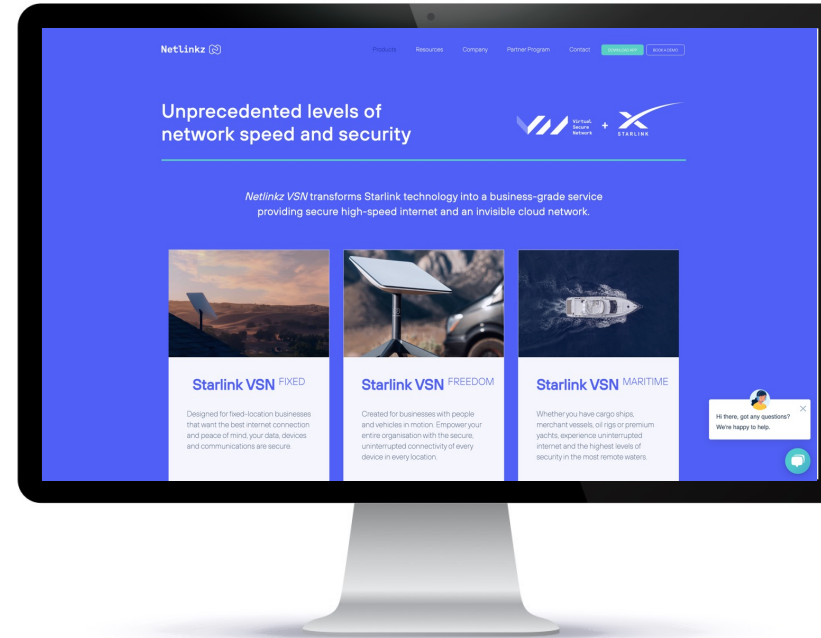 Netlinkz
Products Resources Company Partner Program Contact DOWNLOAD APP BOOK A DEMO
Unprecedented levels of
network speed and security
Virtual
Secure
Network
+
STARLINK
Netlinkz VSN transforms Starlink technology into a business-grade service
providing secure high-speed internet and an invisible cloud network.
Starlink VSN FIXED
Designed for fixed-location businesses
that want the best internet connection
and peace of mind, your data, devices
and communications are secure.
Starlink VSN FREEDOM
Created for businesses with people
and vehicles in motion. Empower your
entire organisation with the secure,
uninterrupted connectivity of every
device in every location.
Starlink VSN MARITIME
Whether you have cargo ships,
merchant vessels, oil rigs or premium
yachts, experience uninterrupted
internet and the highest levels of
security in the most remote waters.
Hi there, got any questions?
We're happy to help.